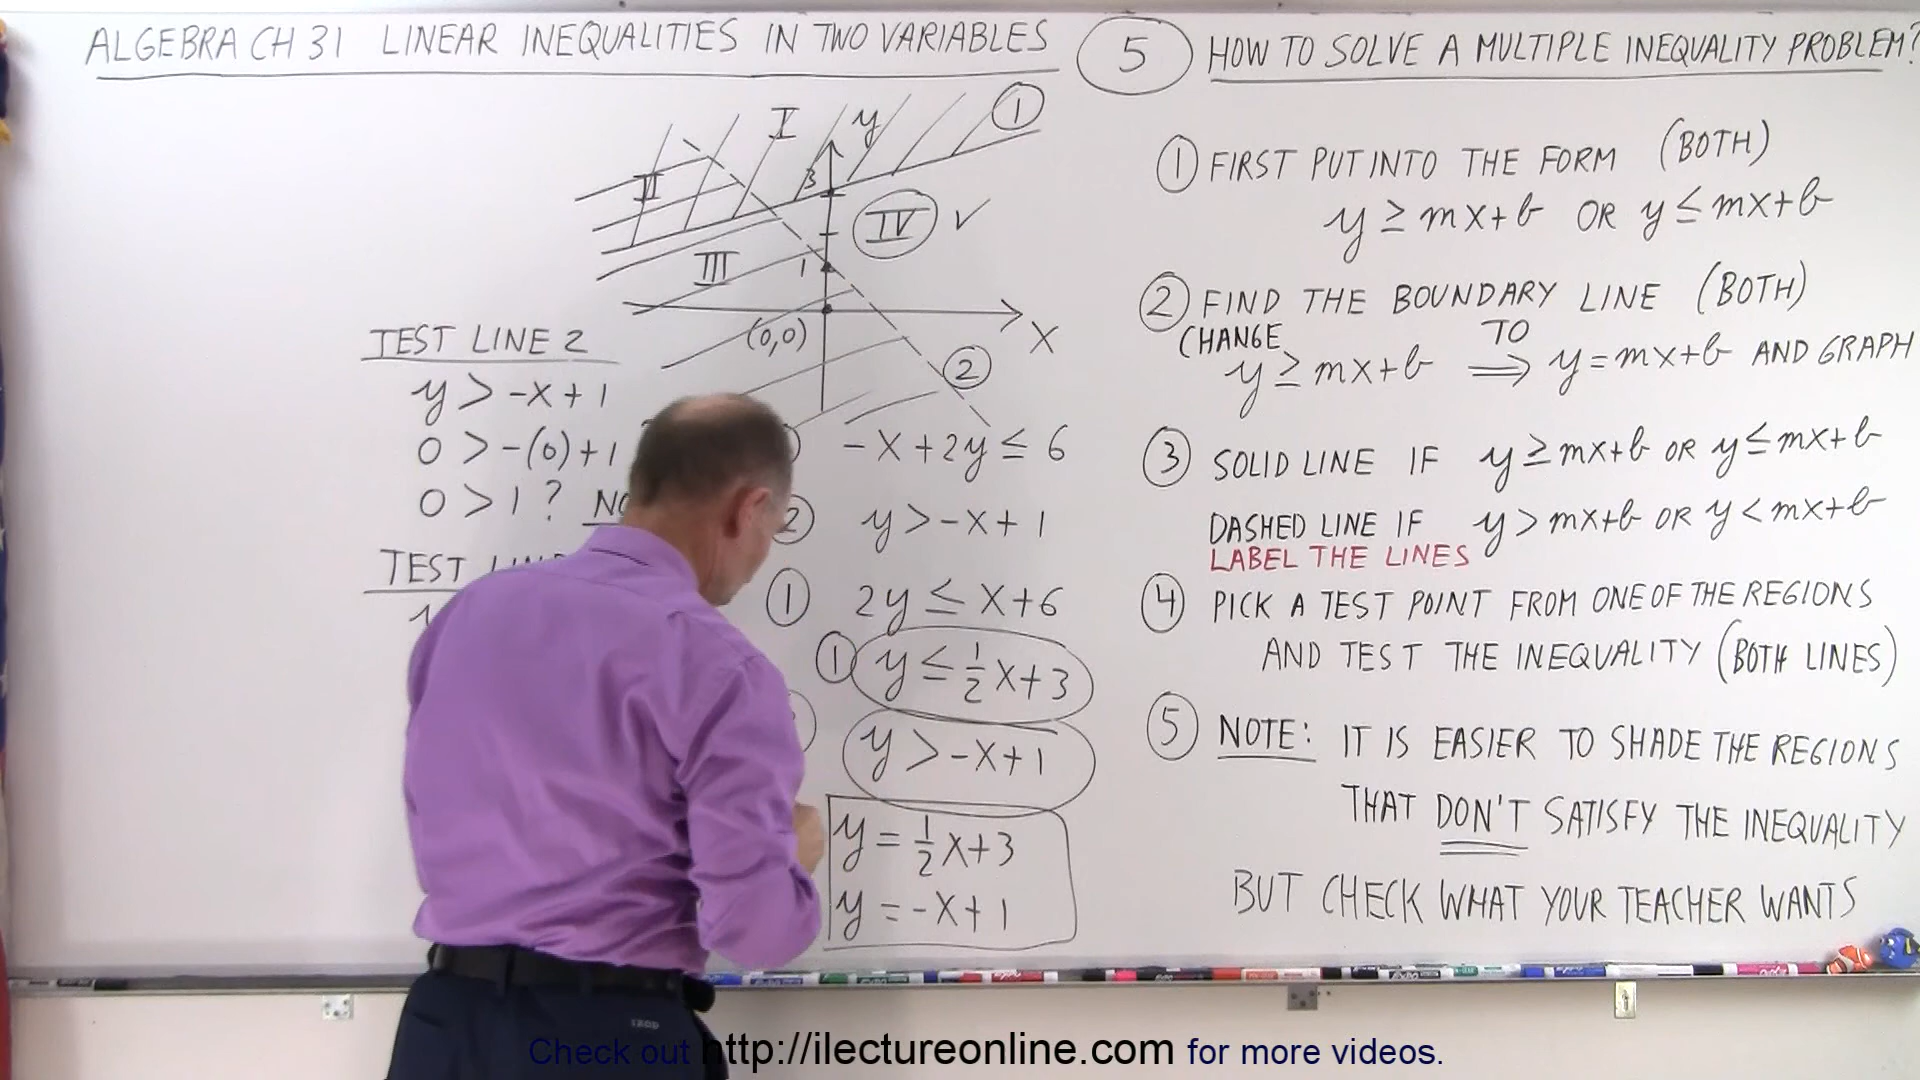 ALGEBRA CH 31 LINEAR INEQUALITIES IN TWO VARIABLES
I
y
①
II
3
IV ✓
III
1
(0,0)
X
②
TEST LINE 2
y > -x + 1
0 > -(0) + 1
0 > 1 ? NO
TEST LINE
-x + 2y ≤ 6
② y > -x + 1
① 2y ≤ x + 6
① y ≤ 1/2 x + 3
y > -x + 1
y = 1/2 x + 3
y = -x + 1
⑤ HOW TO SOLVE A MULTIPLE INEQUALITY PROBLEM?
① FIRST PUT INTO THE FORM (BOTH)
y ≥ mx + b OR y ≤ mx + b
② FIND THE BOUNDARY LINE (BOTH)
CHANGE y ≥ mx + b TO ⇒ y = mx + b AND GRAPH
③ SOLID LINE IF y ≥ mx + b OR y ≤ mx + b
DASHED LINE IF y > mx + b OR y < mx + b
LABEL THE LINES
④ PICK A TEST POINT FROM ONE OF THE REGIONS
AND TEST THE INEQUALITY (BOTH LINES)
⑤ NOTE: IT IS EASIER TO SHADE THE REGIONS
THAT DON'T SATISFY THE INEQUALITY
BUT CHECK WHAT YOUR TEACHER WANTS
IZOD
Check out http://ilectureonline.com for more videos.